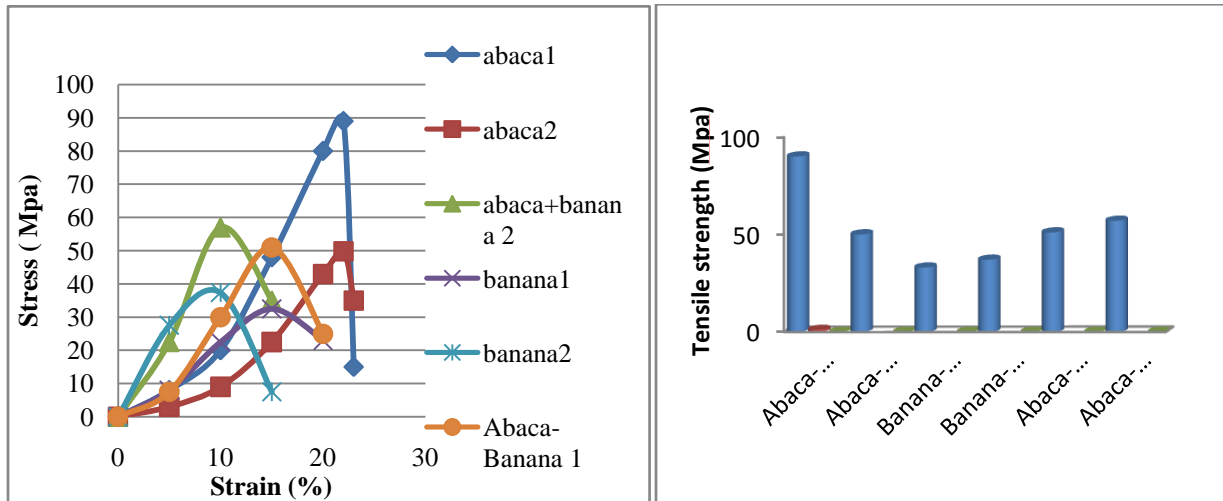 abaca1
abaca2
abaca+banan
a 2
banana1
banana2
Abaca-
Banana 1
100
90
80
70
60
50
40
30
20
10
0
Stress ( Mpa)
0
10
20
30
Strain (%)
Tensile strength (Mpa)
100
50
0
Abaca-...
Abaca-...
Banana-...
Banana-...
Abaca-...
Abaca-...